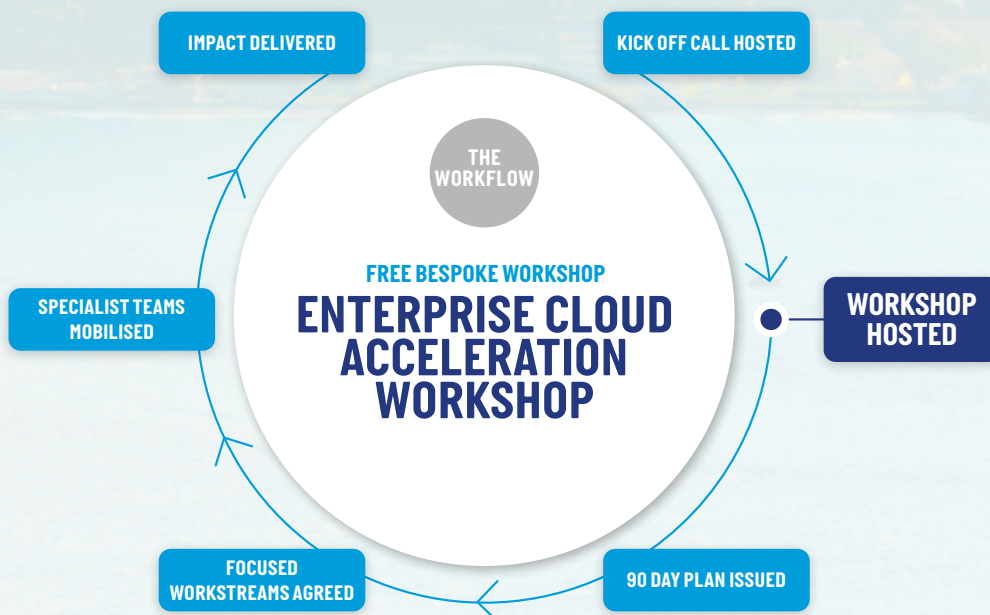 IMPACT DELIVERED
KICK OFF CALL HOSTED
THE
WORKFLOW
FREE BESPOKE WORKSHOP
ENTERPRISE CLOUD
ACCELERATION
WORKSHOP
SPECIALIST TEAMS
MOBILISED
WORKSHOP
HOSTED
FOCUSED
WORKSTREAMS AGREED
90 DAY PLAN ISSUED